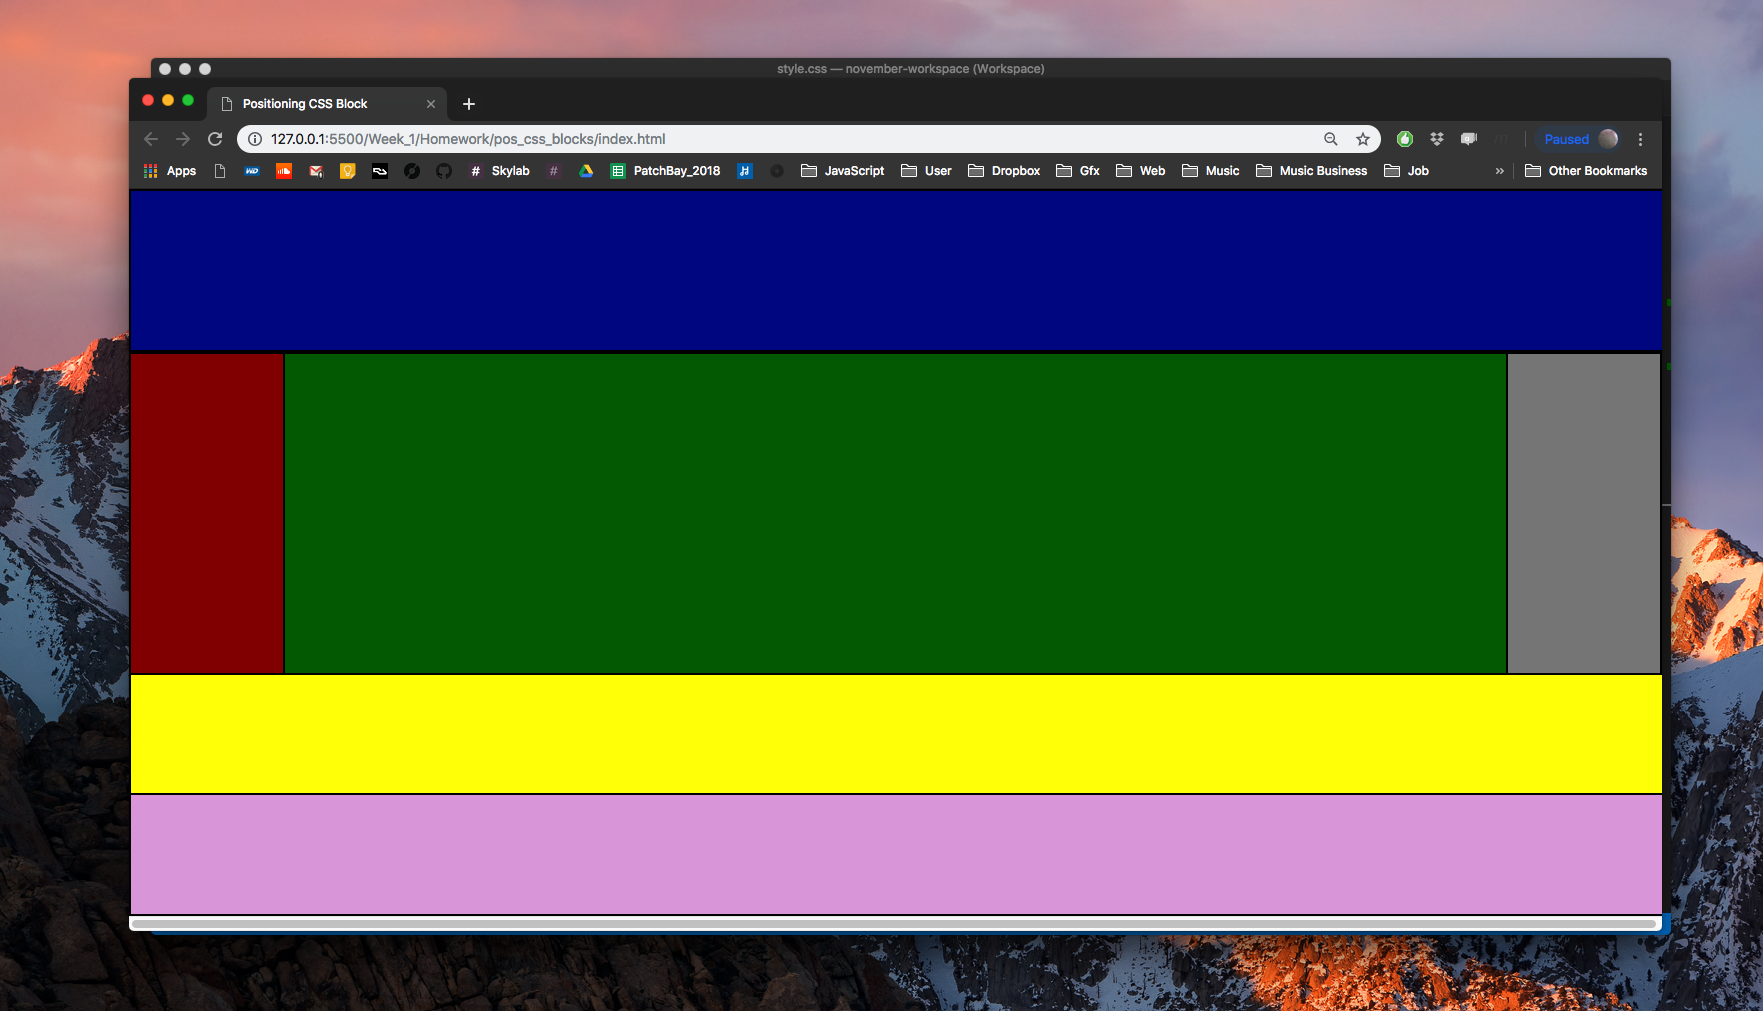 style.css — november-workspace (Workspace)
Positioning CSS Block
127.0.0.1:5500/Week_1/Homework/pos_css_blocks/index.html
Paused
Apps
Skylab
PatchBay_2018
JavaScript
User
Dropbox
Gfx
Web
Music
Music Business
Job
»
Other Bookmarks